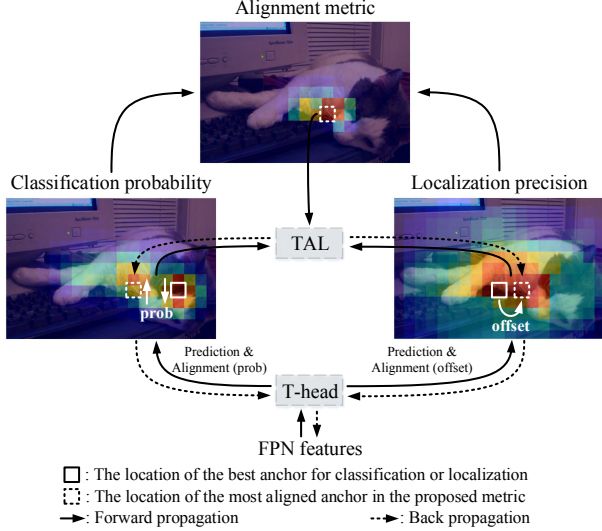 Alignment metric
Classification probability
Localization precision
TAL
prob
offset
Prediction &
Alignment (prob)
Prediction &
Alignment (offset)
T-head
FPN features
: The location of the best anchor for classification or localization
: The location of the most aligned anchor in the proposed metric
: Forward propagation
: Back propagation